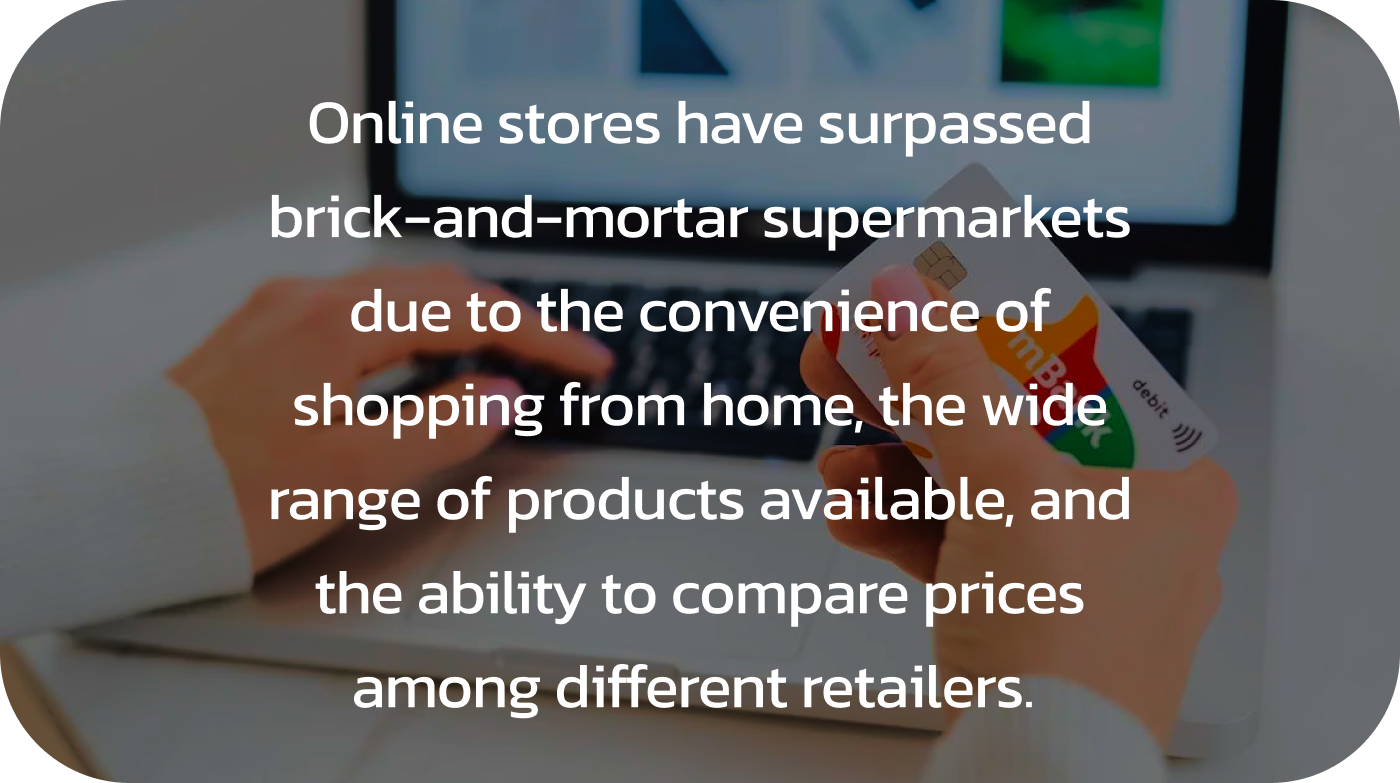 Online stores have surpassed
brick-and-mortar supermarkets
due to the convenience of
shopping from home, the wide
range of products available, and
the ability to compare prices
among different retailers.
mBank
debit